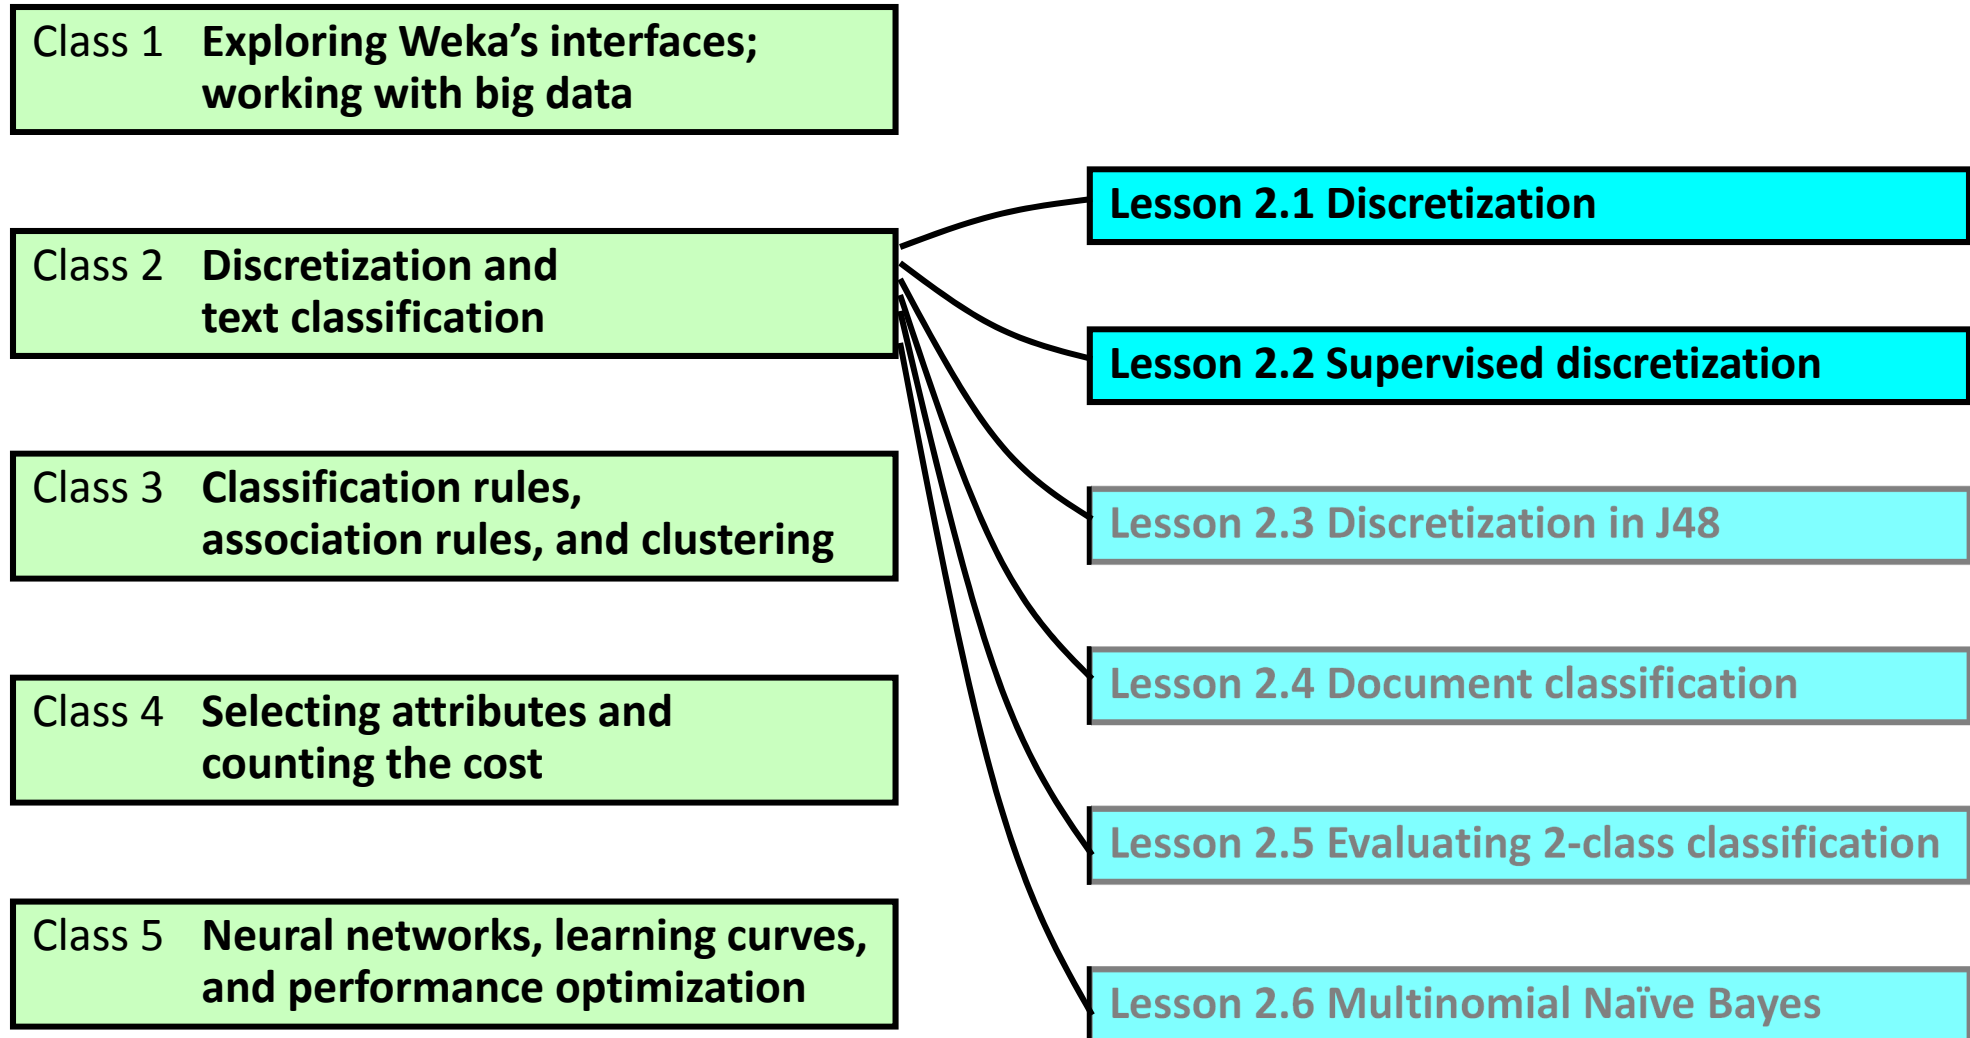 Class 1 Exploring Weka’s interfaces;
working with big data
Class 2 Discretization and
text classification
Class 3 Classification rules,
association rules, and clustering
Class 4 Selecting attributes and
counting the cost
Class 5 Neural networks, learning curves,
and performance optimization
Lesson 2.1 Discretization
Lesson 2.2 Supervised discretization
Lesson 2.3 Discretization in J48
Lesson 2.4 Document classification
Lesson 2.5 Evaluating 2-class classification
Lesson 2.6 Multinomial Naïve Bayes